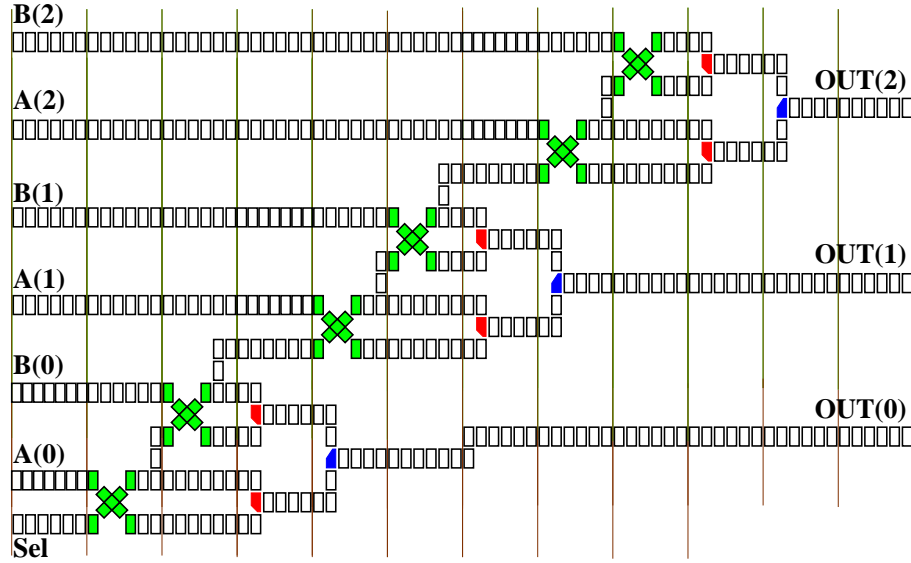 B(2)
OUT(2)
A(2)
B(1)
OUT(1)
A(1)
B(0)
OUT(0)
A(0)
Sel